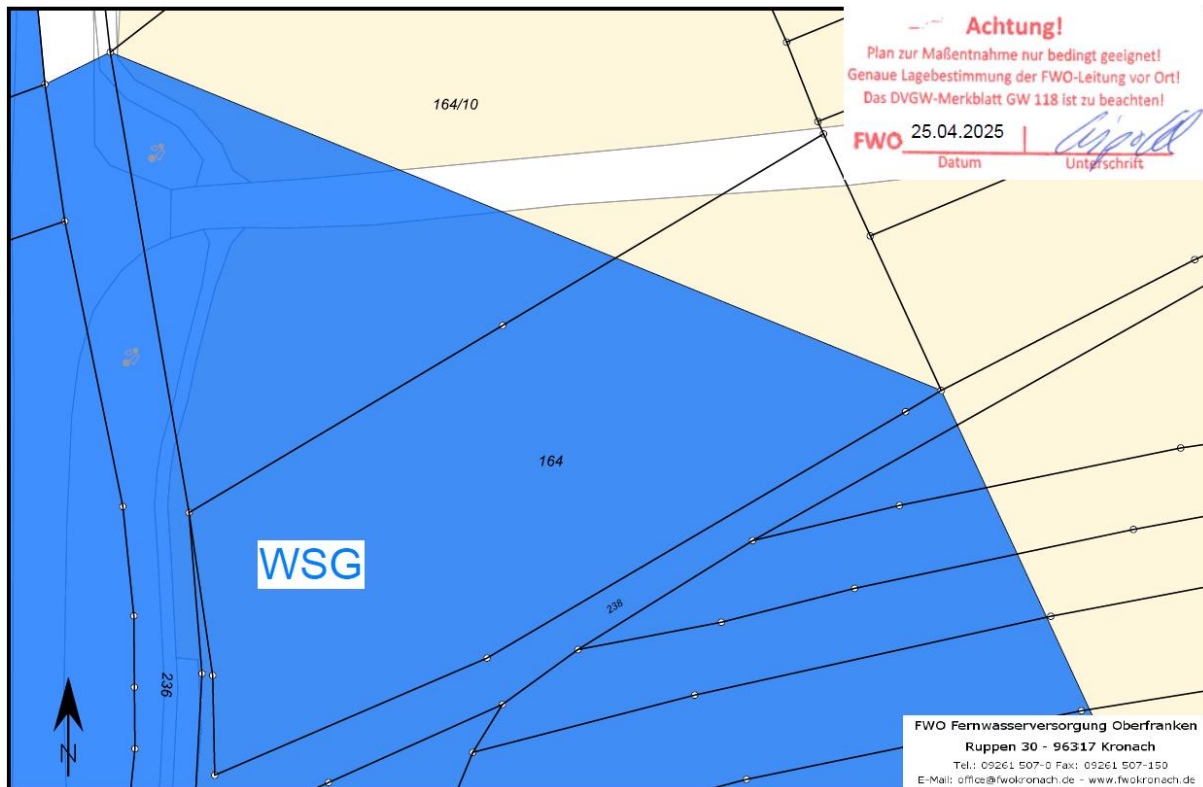 Achtung!
Plan zur Maßentnahme nur bedingt geeignet!
Genaue Lagebestimmung der FWO-Leitung vor Ort!
Das DVGW-Merkblatt GW 118 ist zu beachten!
FWO 25.04.2025
Datum Unterschrift
164/10
164
WSG
238
236
N
FWO Fernwasserversorgung Oberfranken
Ruppen 30 - 96317 Kronach
Tel.: 09261 507-0 Fax: 09261 507-150
E-Mail: office@fwokronach.de - www.fwokronach.de